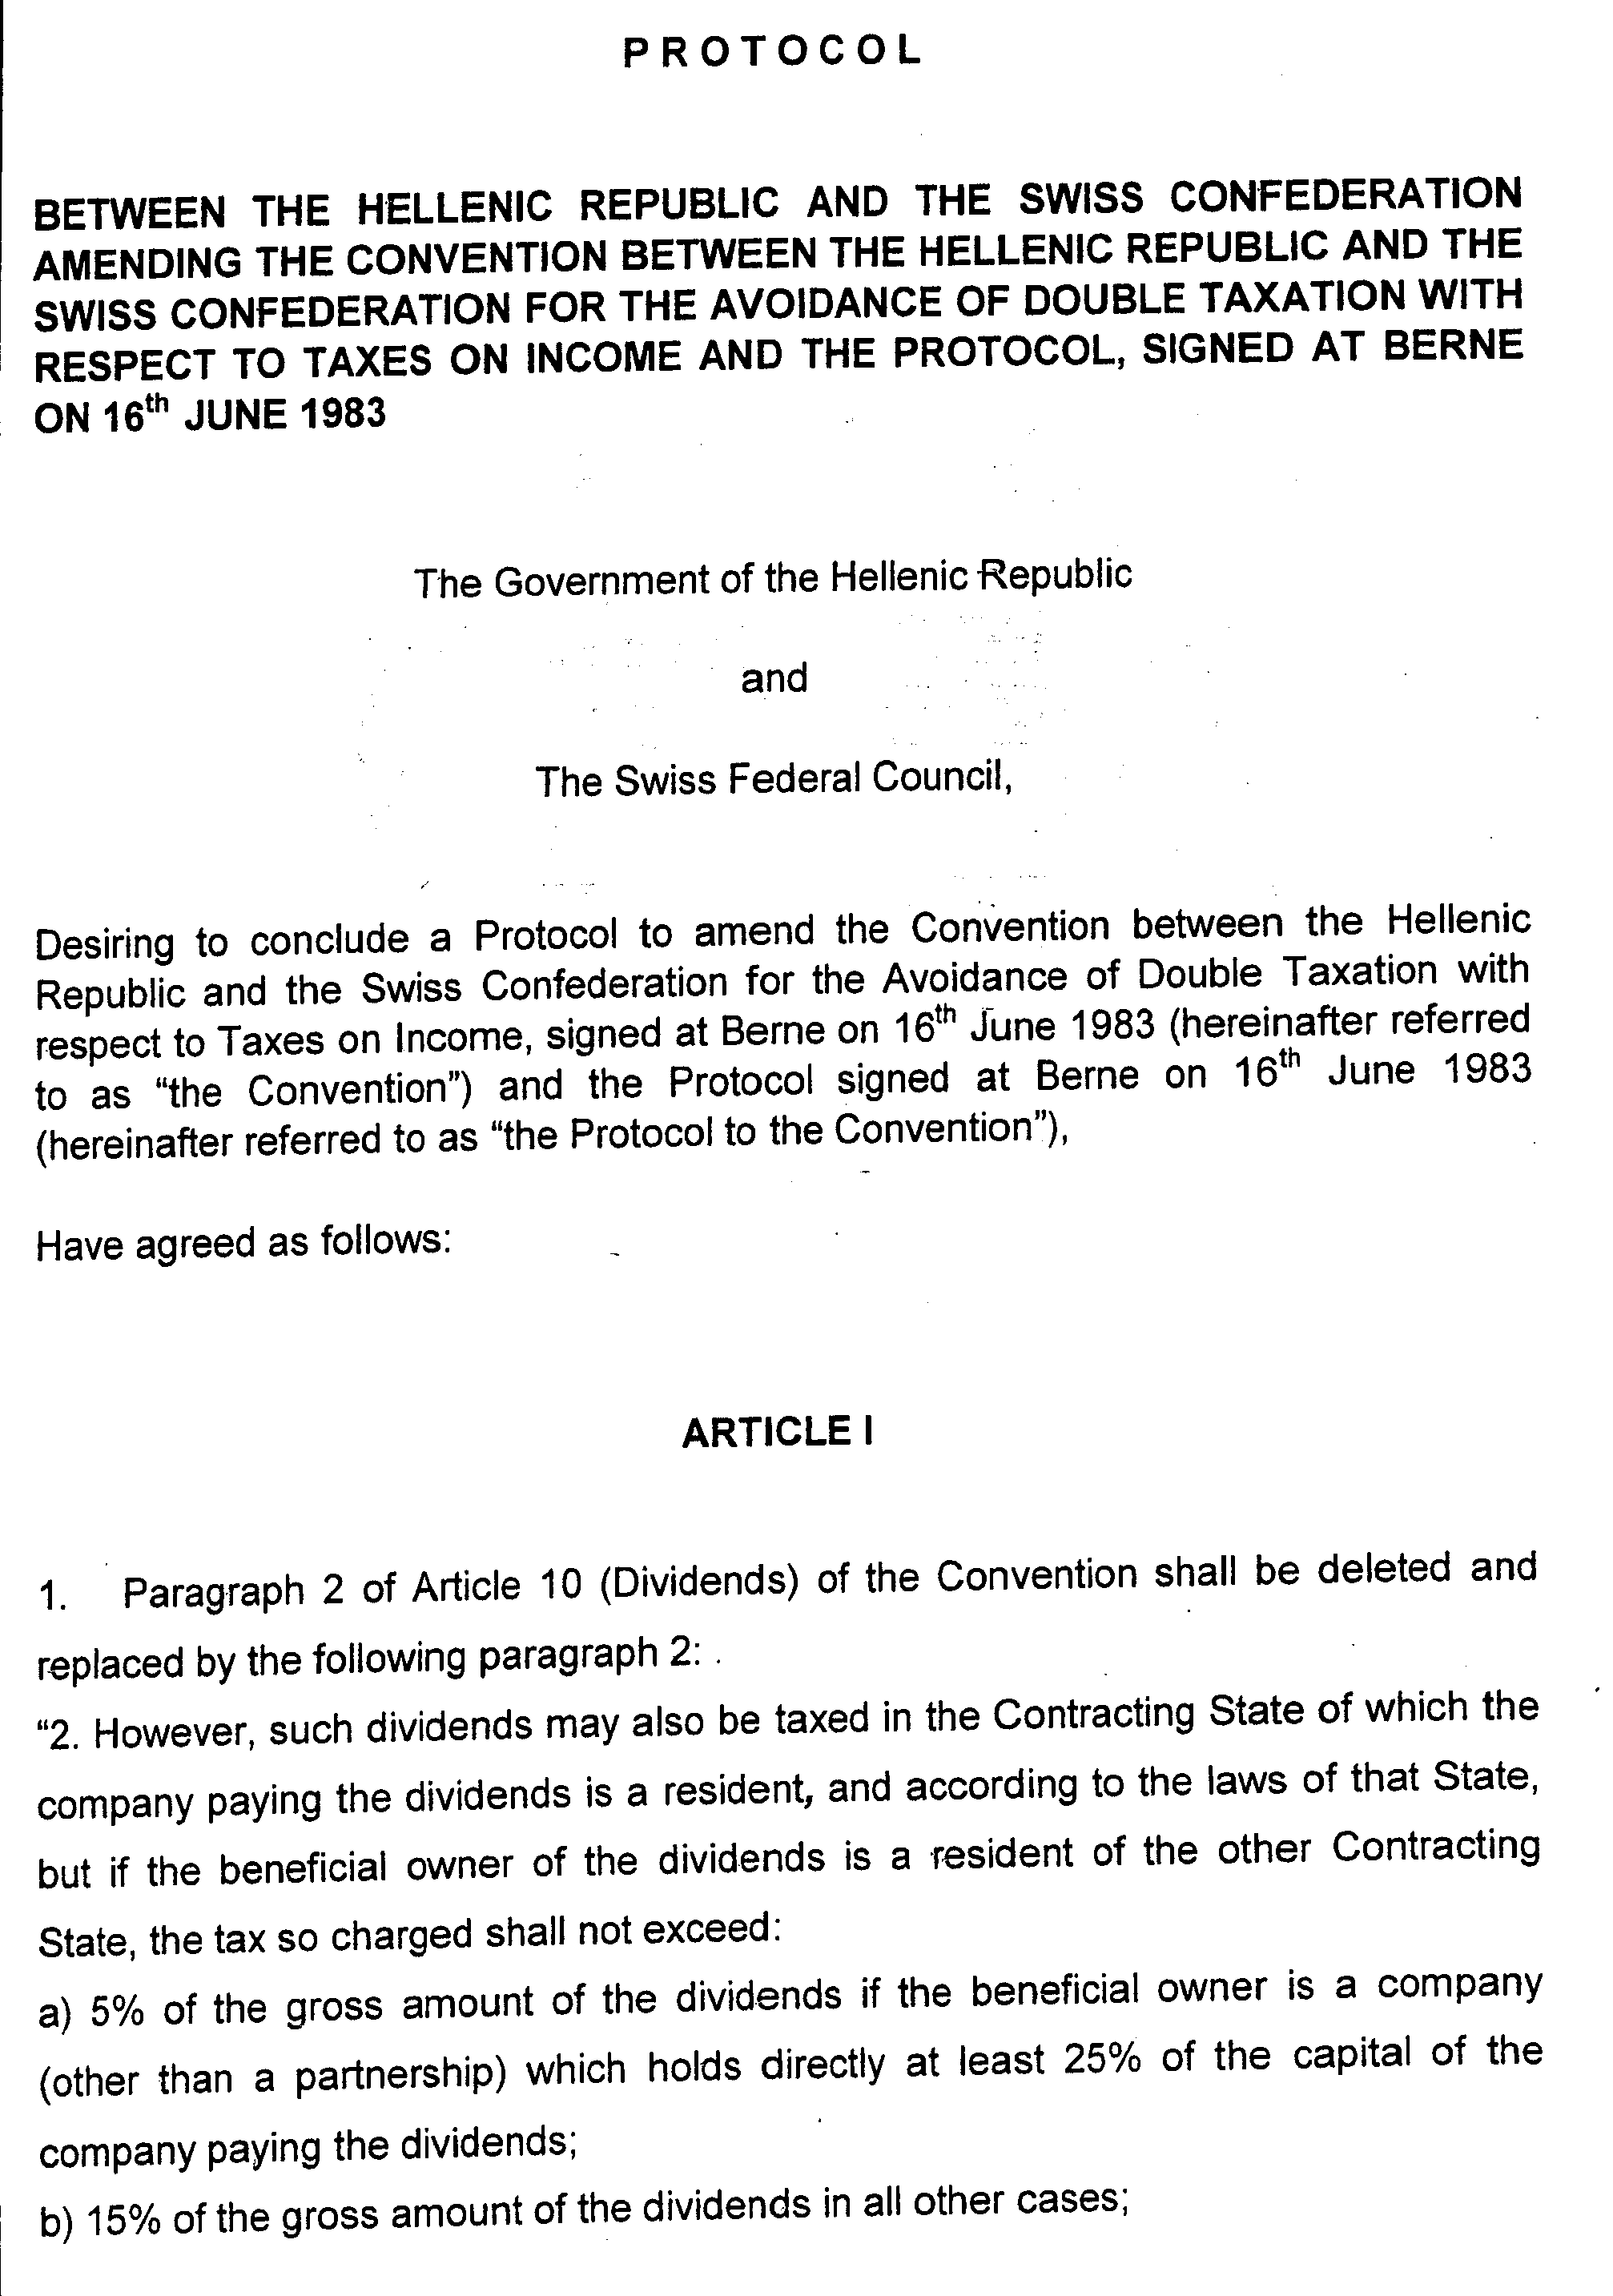 PROTOCOL
BETWEEN THE HELLENIC REPUBLIC AND THE SWISS CONFEDERATION
AMENDING THE CONVENTION BETWEEN THE HELLENIC REPUBLIC AND THE
SWISS CONFEDERATION FOR THE AVOIDANCE OF DOUBLE TAXATION WITH
RESPECT TO TAXES ON INCOME AND THE PROTOCOL, SIGNED AT BERNE
ON 16th JUNE 1983
The Government of the Hellenic Republic
and
The Swiss Federal Council,
Desiring to conclude a Protocol to amend the Convention between the Hellenic
Republic and the Swiss Confederation for the Avoidance of Double Taxation with
respect to Taxes on Income, signed at Berne on 16th June 1983 (hereinafter referred
to as “the Convention”) and the Protocol signed at Berne on 16th June 1983
(hereinafter referred to as “the Protocol to the Convention”),
Have agreed as follows:
ARTICLE I
1. Paragraph 2 of Article 10 (Dividends) of the Convention shall be deleted and
replaced by the following paragraph 2:
“2. However, such dividends may also be taxed in the Contracting State of which the
company paying the dividends is a resident, and according to the laws of that State,
but if the beneficial owner of the dividends is a resident of the other Contracting
State, the tax so charged shall not exceed:
a) 5% of the gross amount of the dividends if the beneficial owner is a company
(other than a partnership) which holds directly at least 25% of the capital of the
company paying the dividends;
b) 15% of the gross amount of the dividends in all other cases;